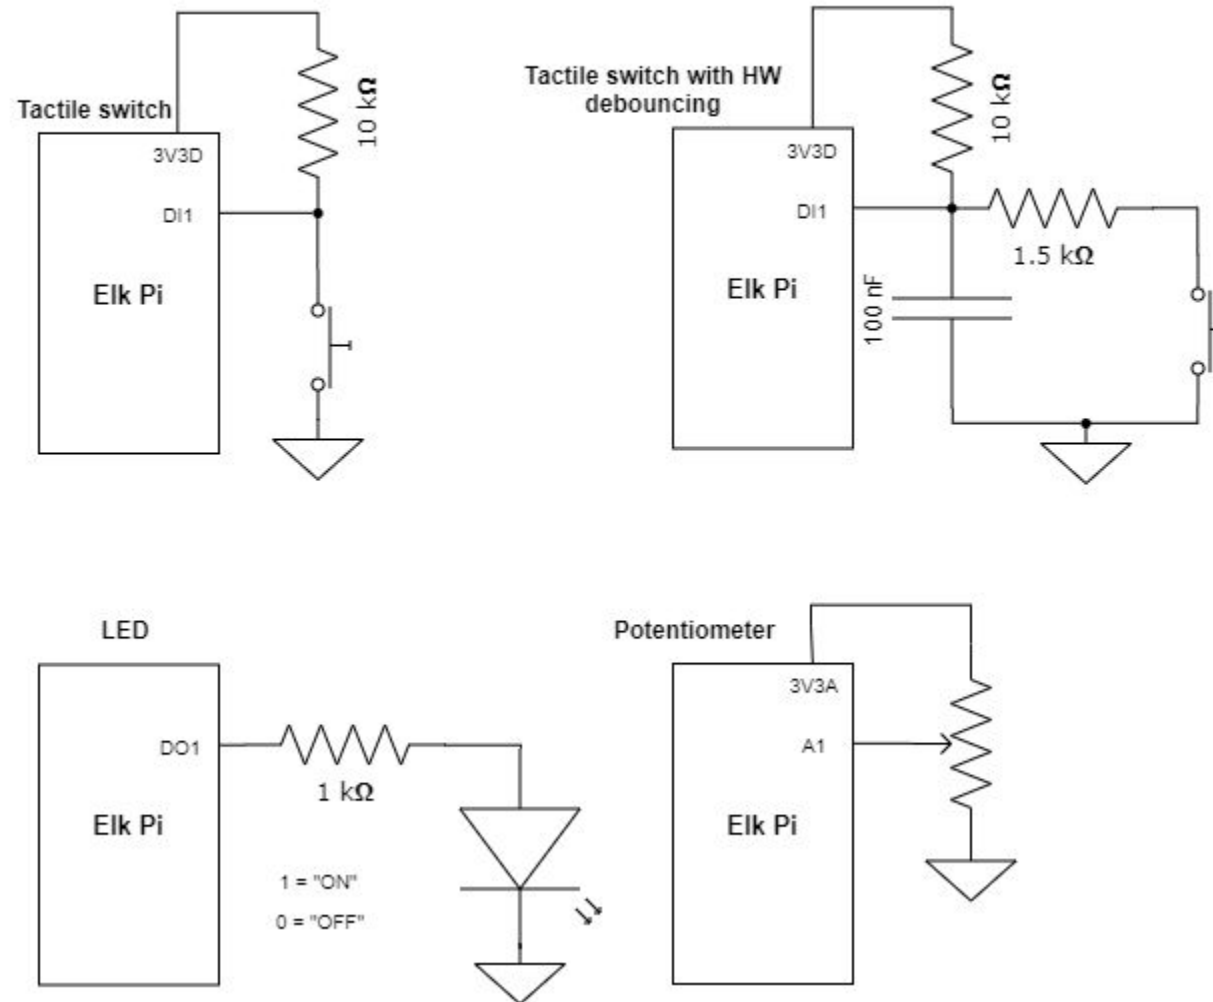 Tactile switch
3V3D
DI1
Elk Pi
10 kΩ
Tactile switch with HW
debouncing
3V3D
DI1
Elk Pi
10 kΩ
1.5 kΩ
100 nF
LED
DO1
Elk Pi
1 kΩ
1 = "ON"
0 = "OFF"
Potentiometer
3V3A
A1
Elk Pi